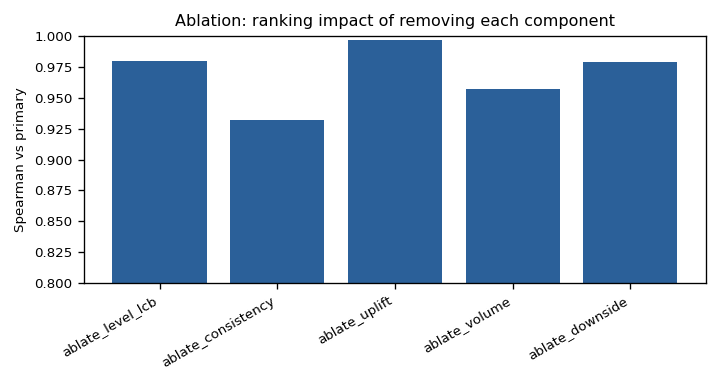 Ablation: ranking impact of removing each component
Spearman vs primary
1.000
0.975
0.950
0.925
0.900
0.875
0.850
0.825
0.800
ablate_level_lcb
ablate_consistency
ablate_uplift
ablate_volume
ablate_downside